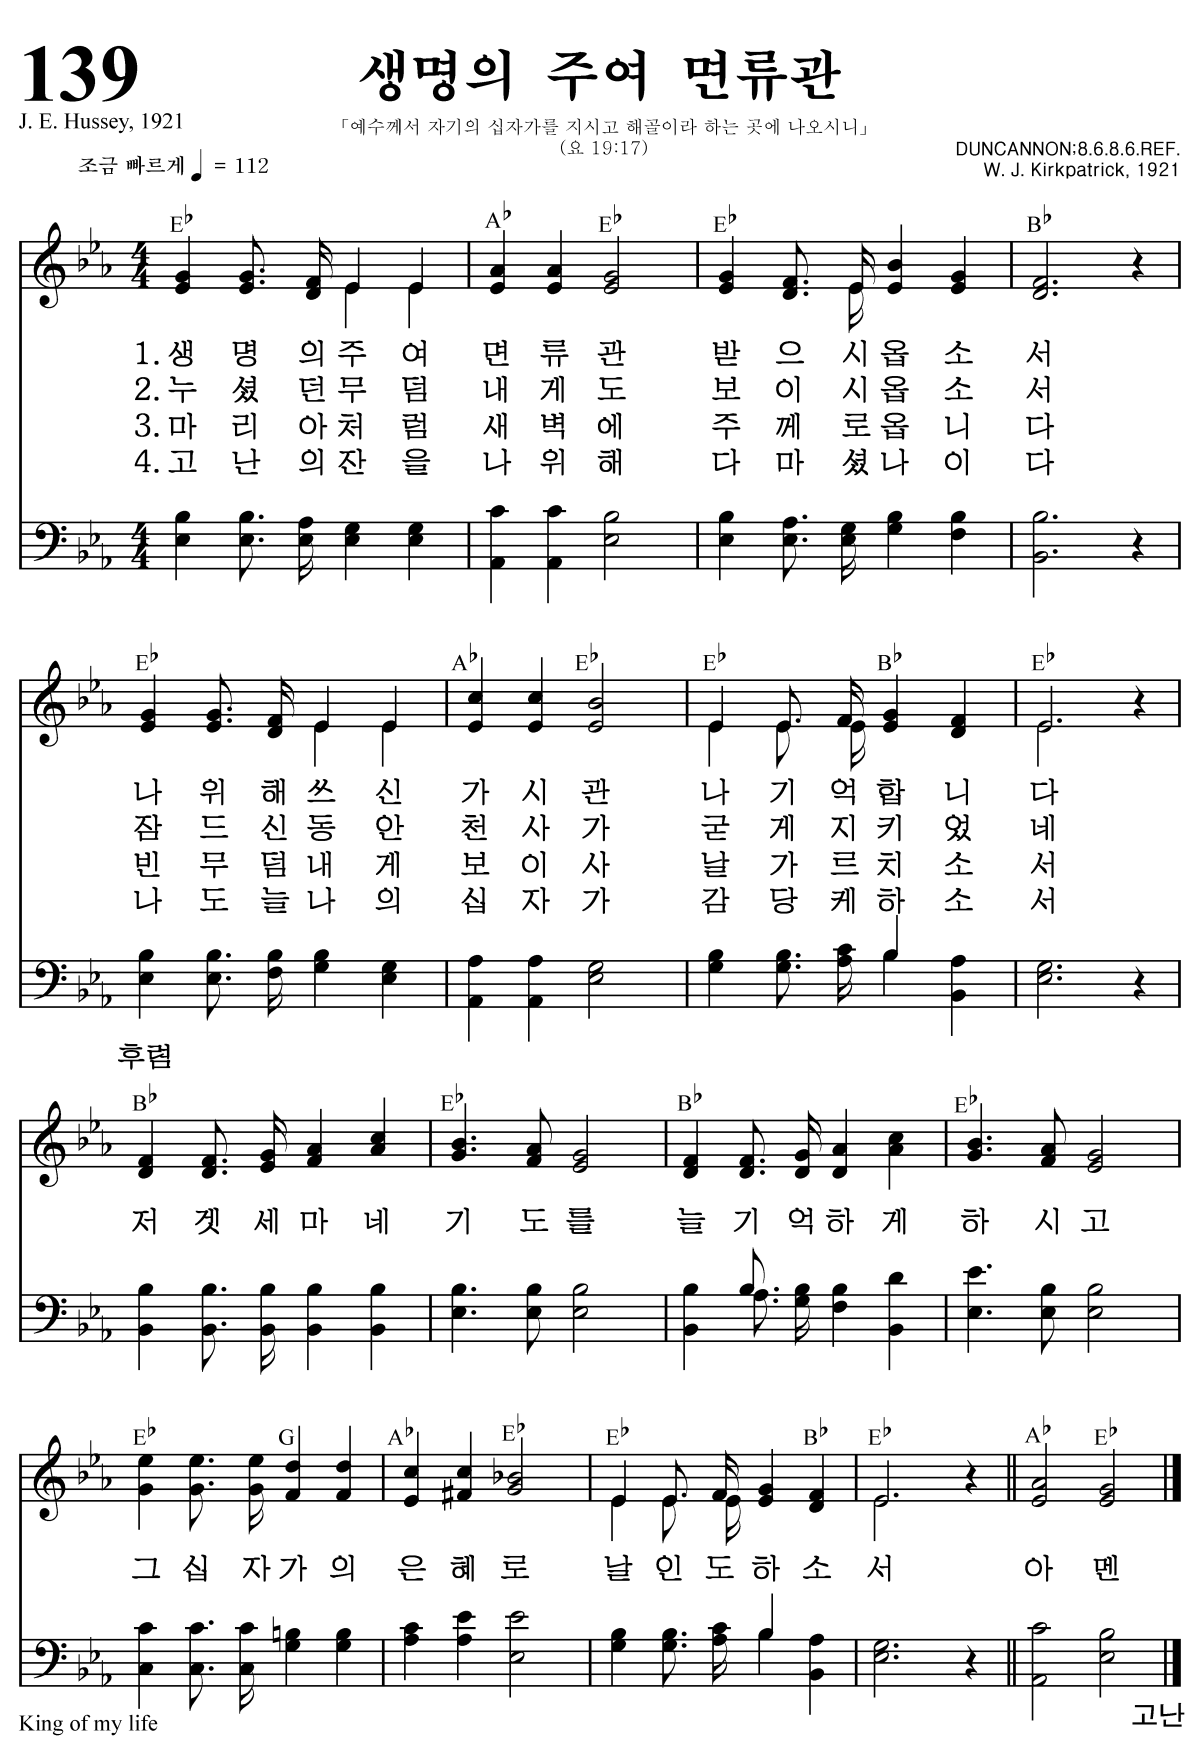 139
생명의 주여 면류관
J. E. Hussey, 1921
「예수께서 자기의 십자가를 지시고 해골이라 하는 곳에 나오시니」
(요 19:17)
DUNCANNON:8.6.8.6.REF.
W. J. Kirkpatrick, 1921
조금 빠르게 ♩ = 112
E♭ A♭ E♭ E♭ B♭
1. 생 명 의 주 여 면 류 관 받 으 시 옵 소 서
2. 누 셨 던 무 덤 내 게 도 보 이 시 옵 소 서
3. 마 리 아 처 럼 새 벽 에 주 께 로 옵 니 다
4. 고 난 의 잔 을 나 위 해 다 마 셨 나 이 다
E♭ A♭ E♭ E♭ B♭ E♭
나 위 해 쓰 신 가 시 관 나 기 억 합 니 다
잠 드 신 동 안 천 사 가 굳 게 지 키 었 네
빈 무 덤 내 게 보 이 사 날 가 르 치 소 서
나 도 늘 나 의 십 자 가 감 당 케 하 소 서
후렴
B♭ E♭ B♭ E♭
저 겟 세 마 네 기 도 를 늘 기 억 하 게 하 시 고
E♭ G A♭ E♭ E♭ B♭ E♭ A♭ E♭
그 십 자 가 의 은 혜 로 날 인 도 하 소 서 아 멘
King of my life
고난